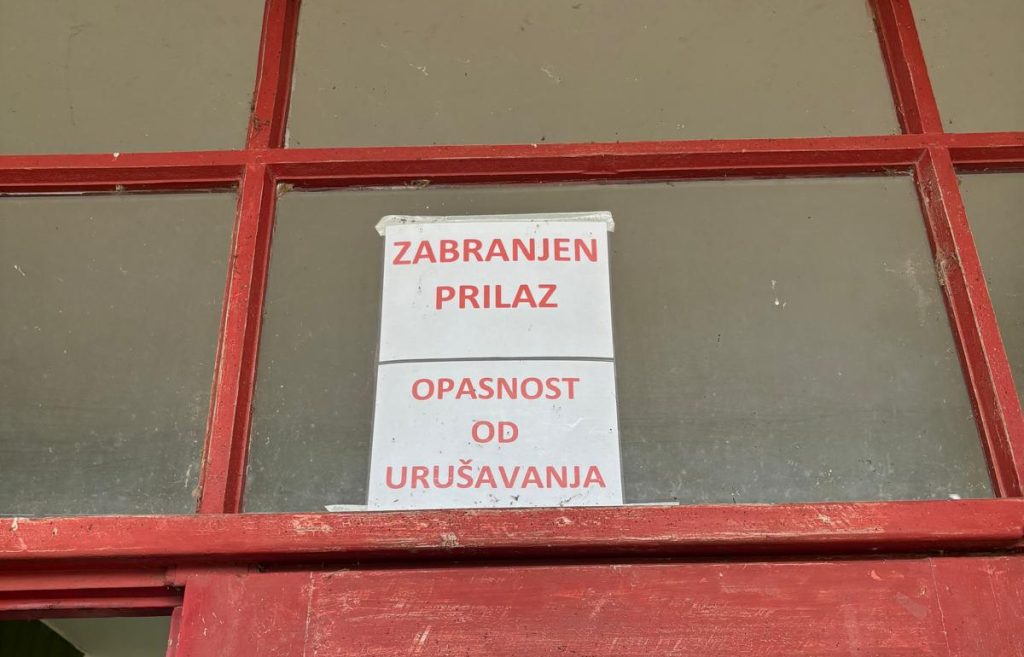 ZABRANJEN
PRILAZ
OPASNOST
OD
URUŠAVANJA